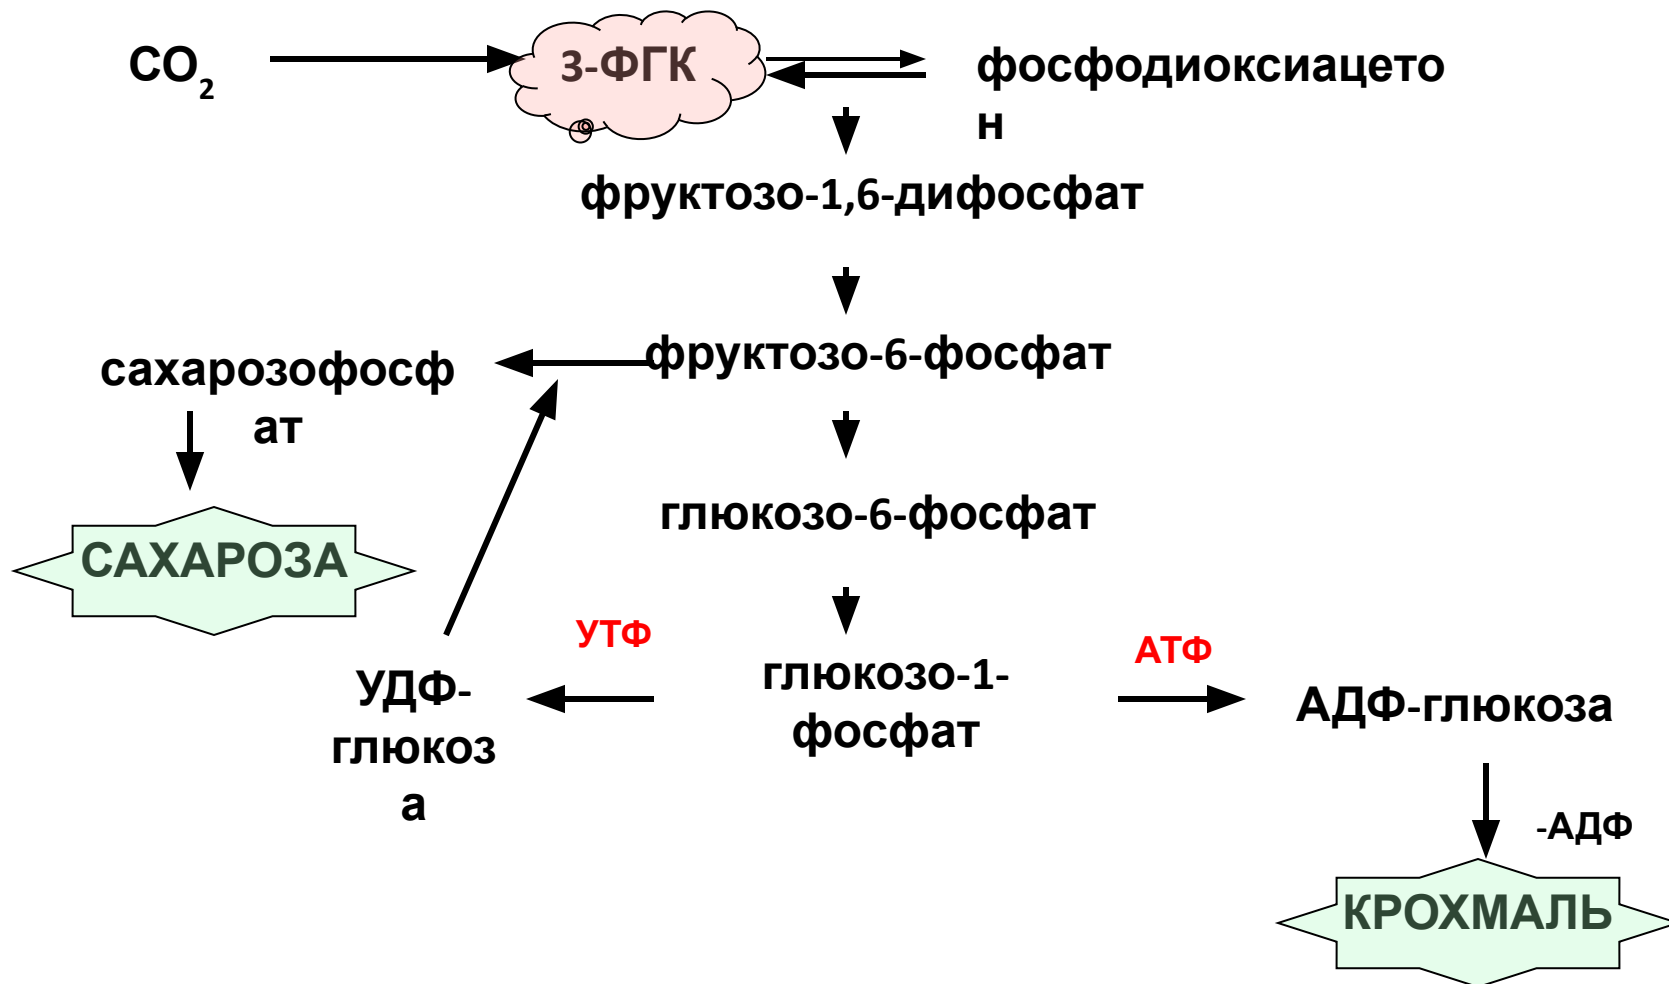 CO2
3-ФГК
фосфодиоксиацето
н
фруктозо-1,6-дифосфат
фруктозо-6-фосфат
сахарозофосф
ат
глюкозо-6-фосфат
САХАРОЗА
УТФ
АТФ
УДФ-
глюкоз
а
глюкозо-1-
фосфат
АДФ-глюкоза
-АДФ
КРОХМАЛЬ